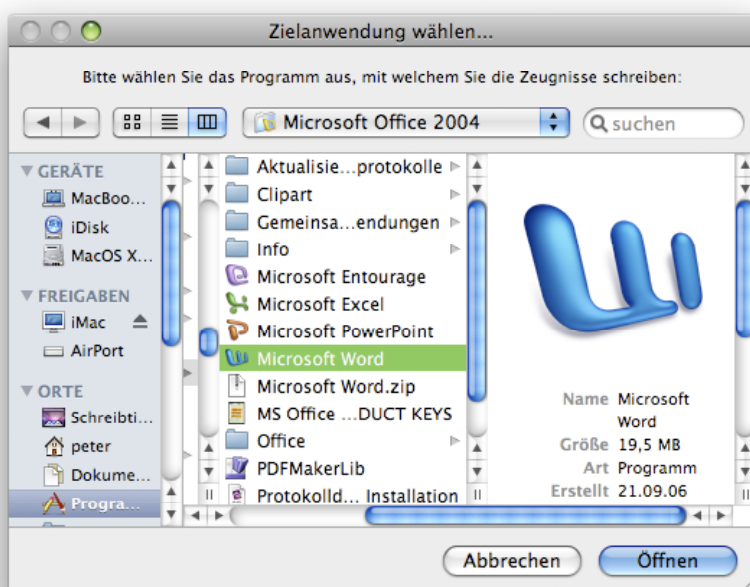 Zielanwendung wählen...
Bitte wählen Sie das Programm aus, mit welchem Sie die Zeugnisse schreiben:
Microsoft Office 2004
suchen
GERÄTE
MacBoo...
iDisk
MacOS X...
FREIGABEN
iMac
AirPort
ORTE
Schreibti...
peter
Dokume...
Progra...
Aktualisie...protokolle
Clipart
Gemeinsa...endungen
Info
Microsoft Entourage
Microsoft Excel
Microsoft PowerPoint
Microsoft Word
Microsoft Word.zip
MS Office ...DUCT KEYS
Office
PDFMakerLib
Protokolld... Installation
Name Microsoft
Word
Größe 19,5 MB
Art Programm
Erstellt 21.09.06
Abbrechen
Öffnen